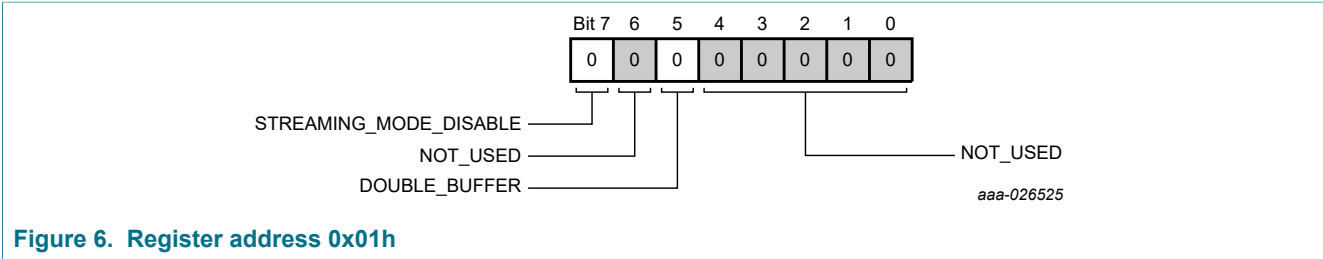 Bit 7 6 5 4 3 2 1 0
0 0 0 0 0 0 0 0
STREAMING_MODE_DISABLE
NOT_USED NOT_USED
DOUBLE_BUFFER
aaa-026525
Figure 6. Register address 0x01h